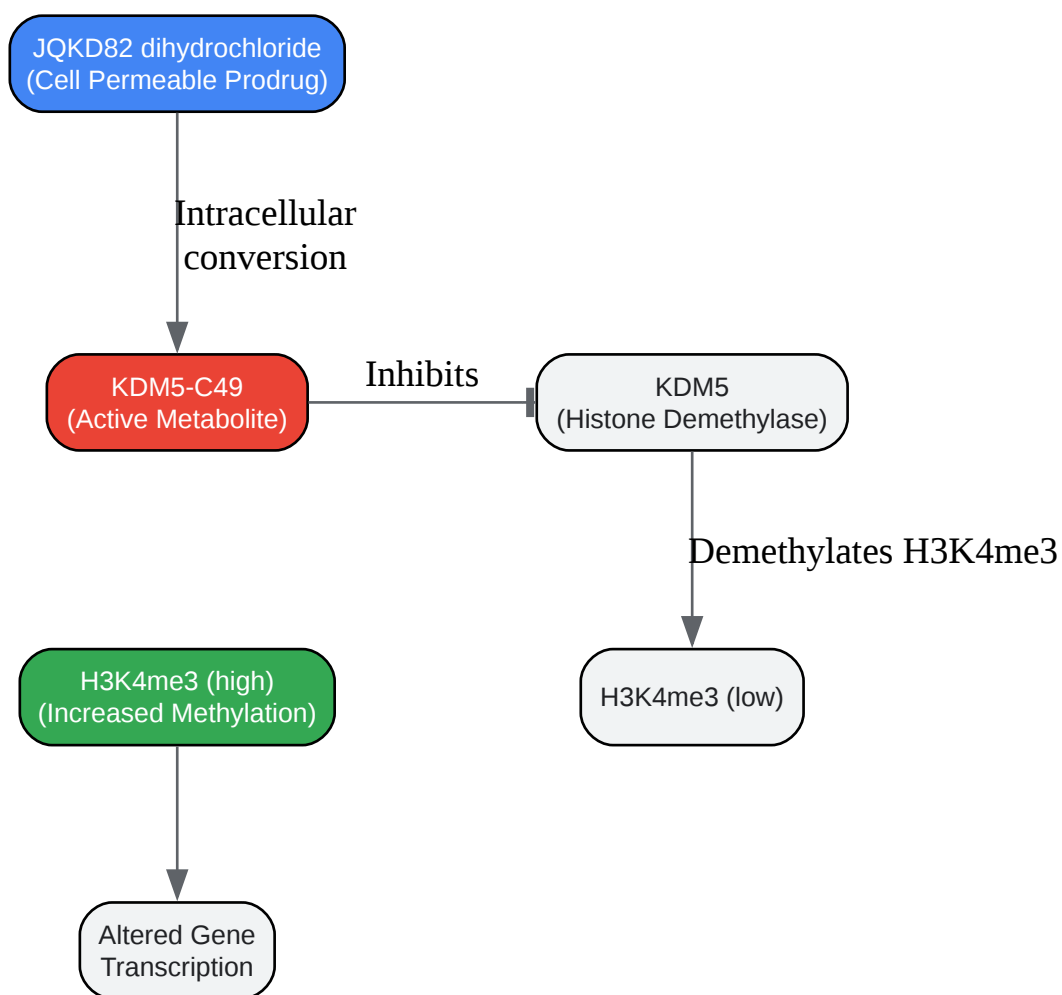 JQKD82 dihydrochloride
(Cell Permeable Prodrug)
Intracellular
conversion
KDM5-C49
(Active Metabolite)
Inhibits
KDM5
(Histone Demethylase)
Demethylates H3K4me3
H3K4me3 (high)
(Increased Methylation)
H3K4me3 (low)
Altered Gene
Transcription